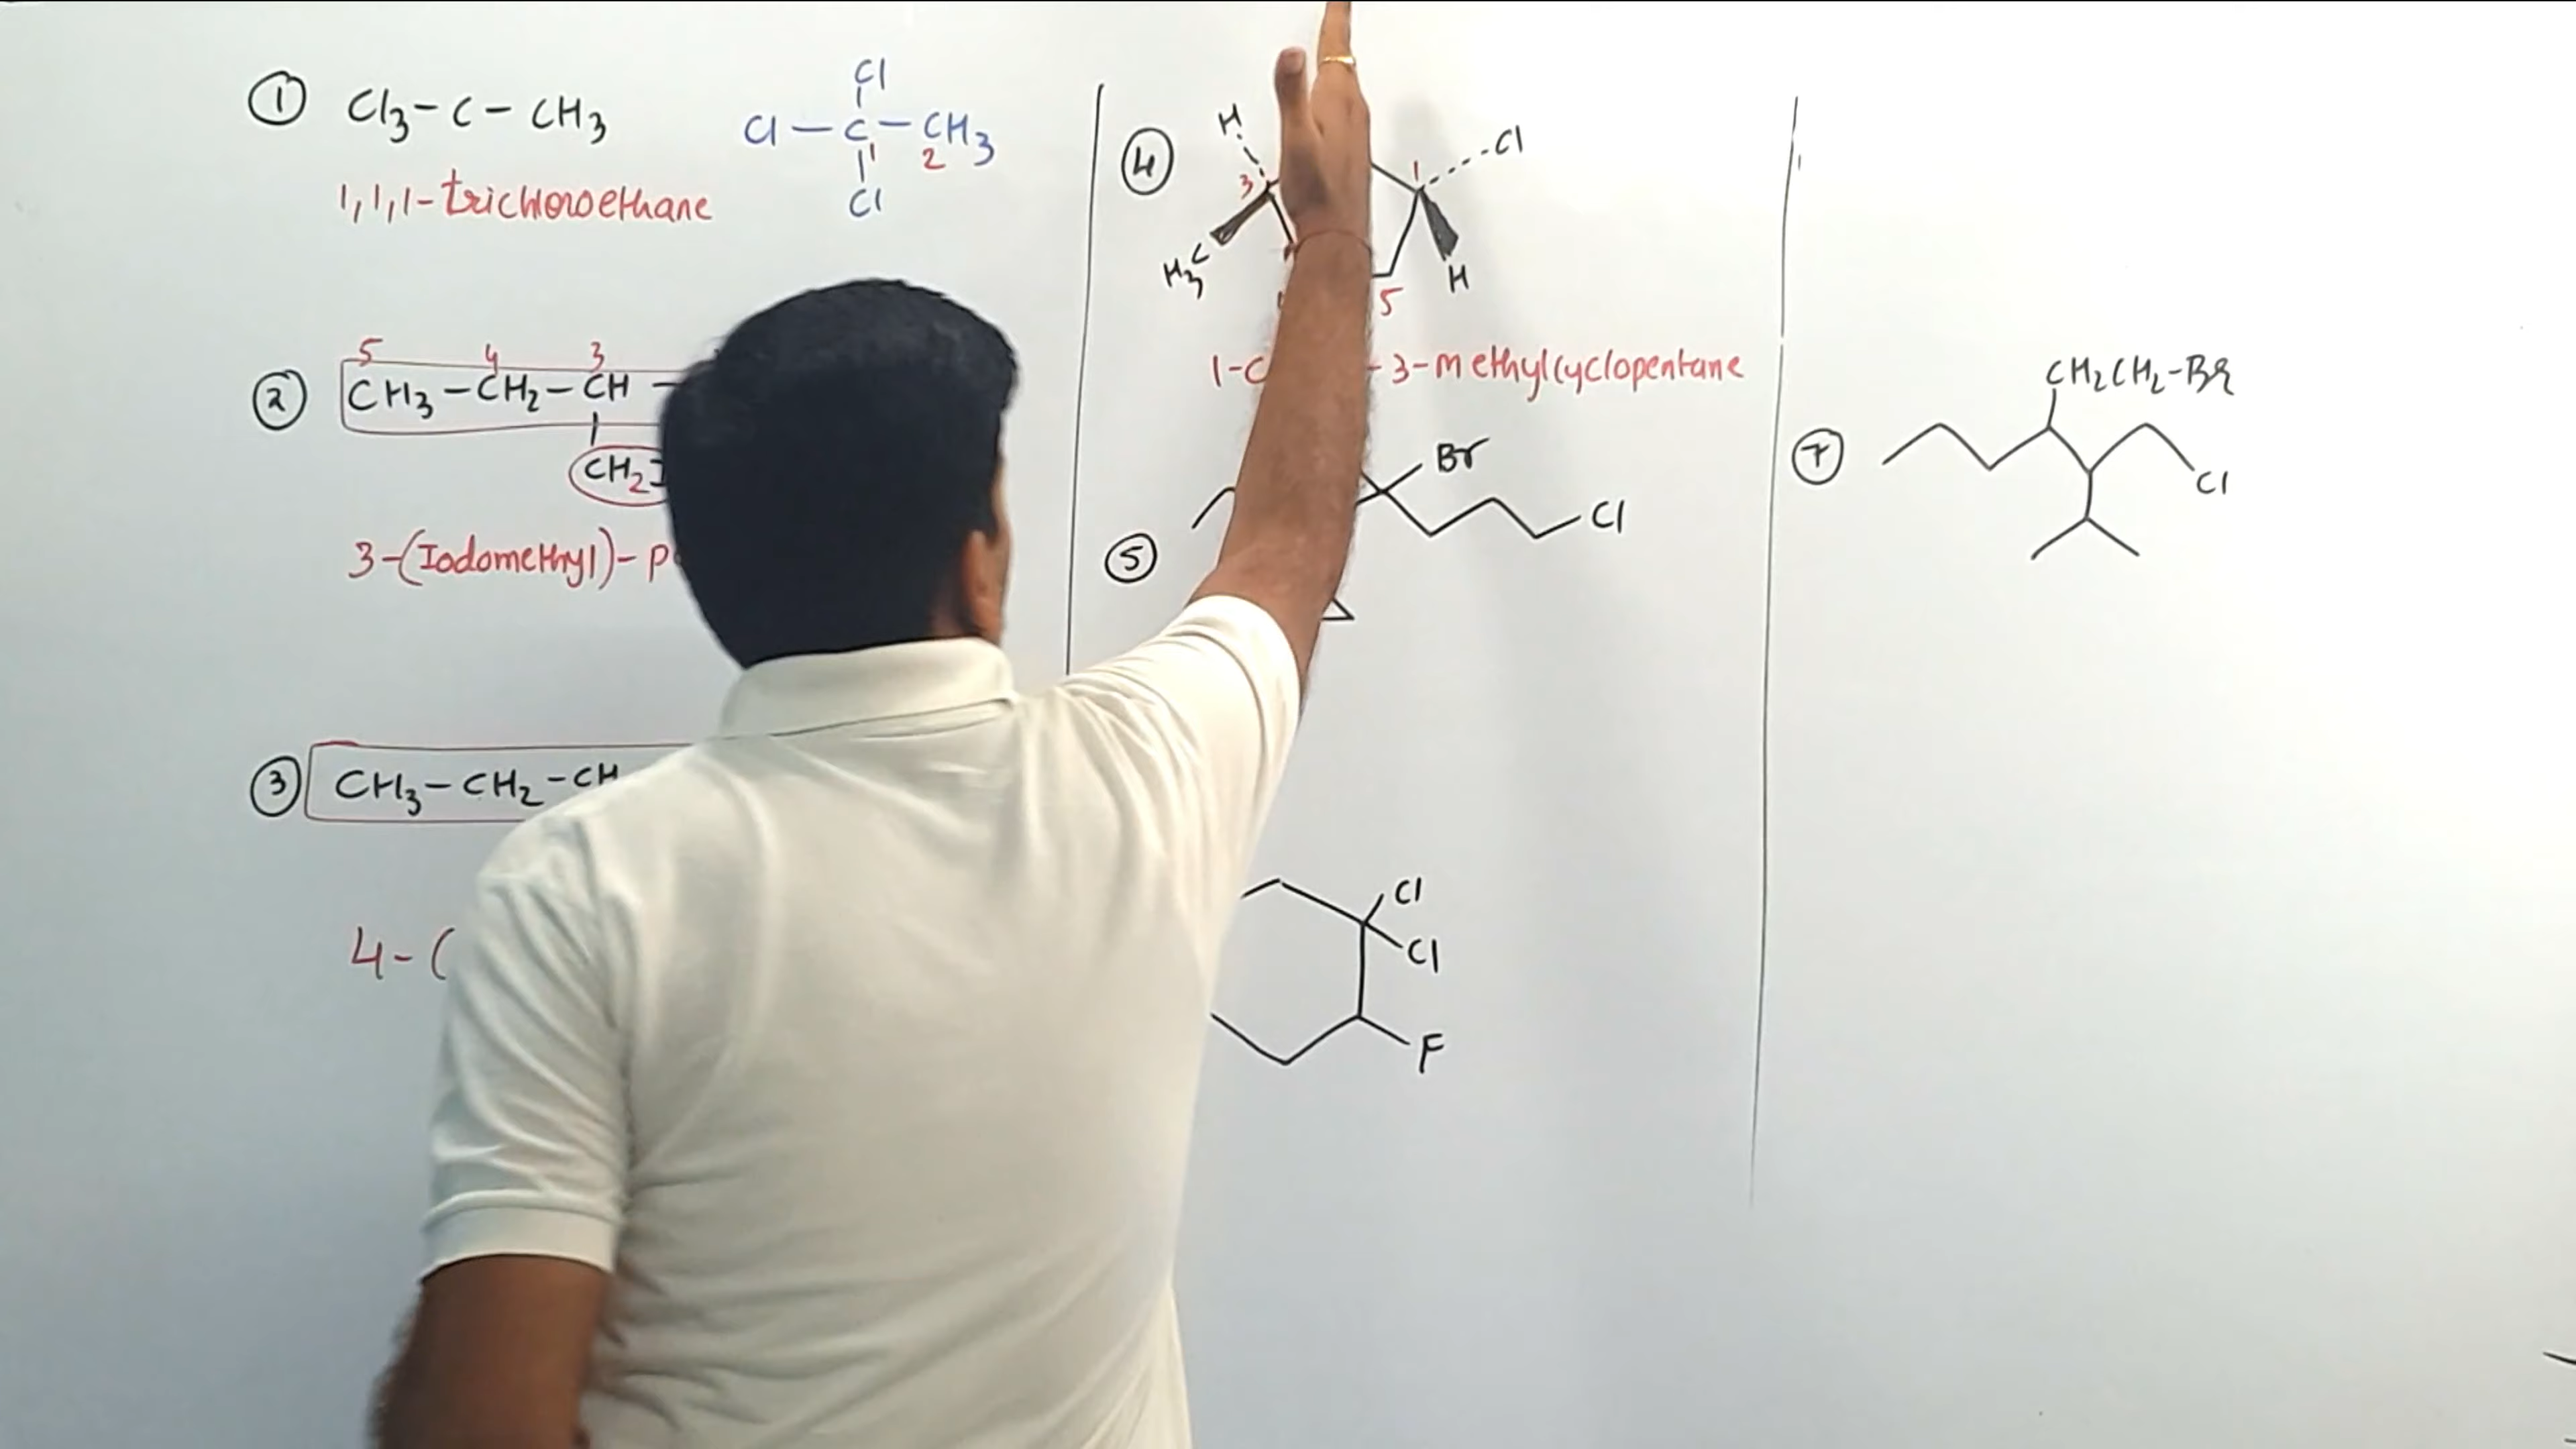 ① Cl3-C-CH3
1,1,1-trichloroethane
Cl
Cl-C-CH3
1 2
Cl
② 5 4 3
CH3-CH2-CH-
CH2
3-(Iodomethyl)-
③ CH3-CH2-CH
4-(
④ H
3
H3C
1
Cl
H
5
-3-methylcyclopentane
⑤ Br
Cl
Cl
Cl
F
⑦ CH2CH2-Br
Cl